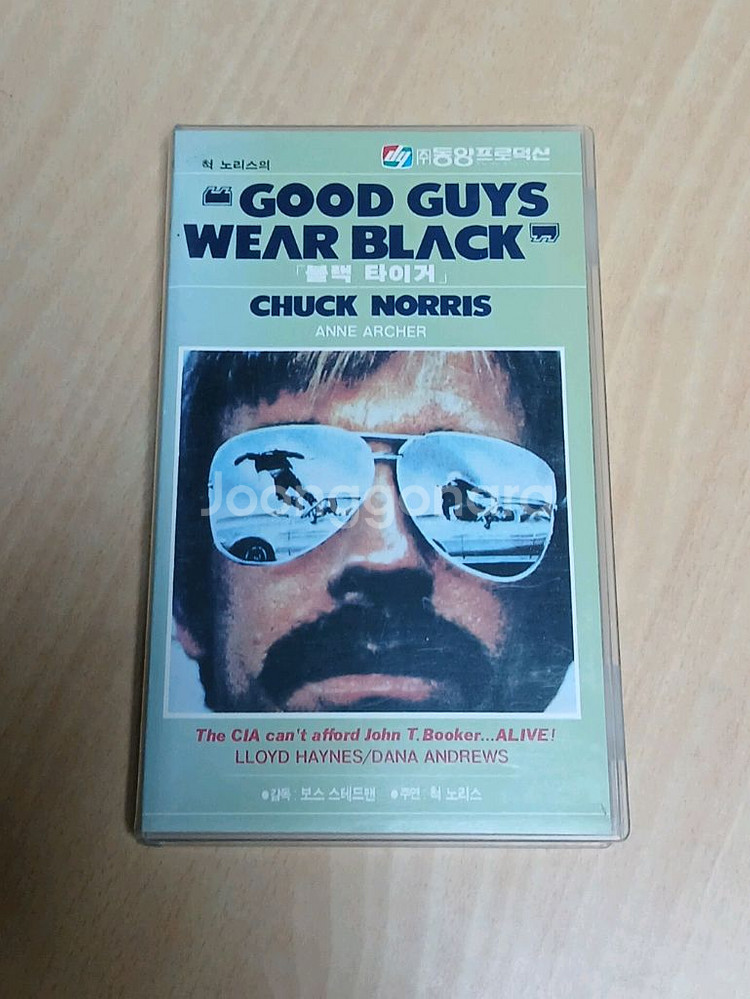 척 노리스의
dy (주)동양프로덕션
"GOOD GUYS
WEAR BLACK"
「블랙 타이거」
CHUCK NORRIS
ANNE ARCHER
Joonggonara
The CIA can't afford John T. Booker...ALIVE!
LLOYD HAYNES/DANA ANDREWS
●감독 : 보스 스테드맨 ●주연 : 척 노리스